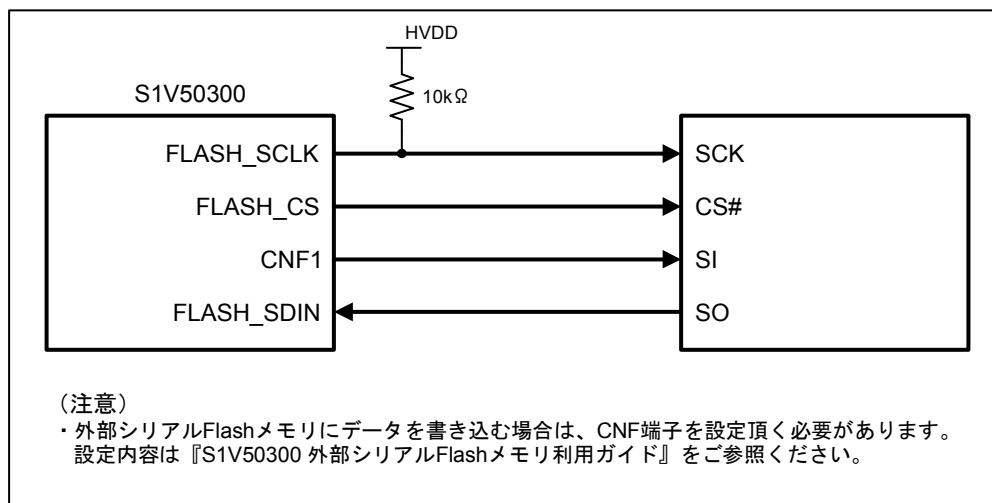 HVDD
10kΩ
S1V50300
FLASH_SCLK
SCK
FLASH_CS
CS#
CNF1
SI
FLASH_SDIN
SO
（注意）
・外部シリアルFlashメモリにデータを書き込む場合は、CNF端子を設定頂く必要があります。
設定内容は『S1V50300 外部シリアルFlashメモリ利用ガイド』をご参照ください。